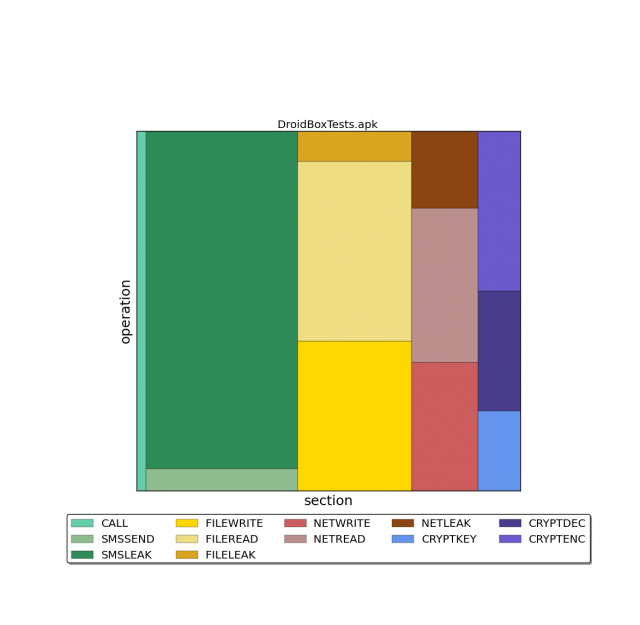 DroidBoxTests.apk
operation
section
CALL FILEWRITE NETWRITE NETLEAK CRYPTDEC
SMSSEND FILEREAD NETREAD CRYPTKEY CRYPTENC
SMSLEAK FILELEAK